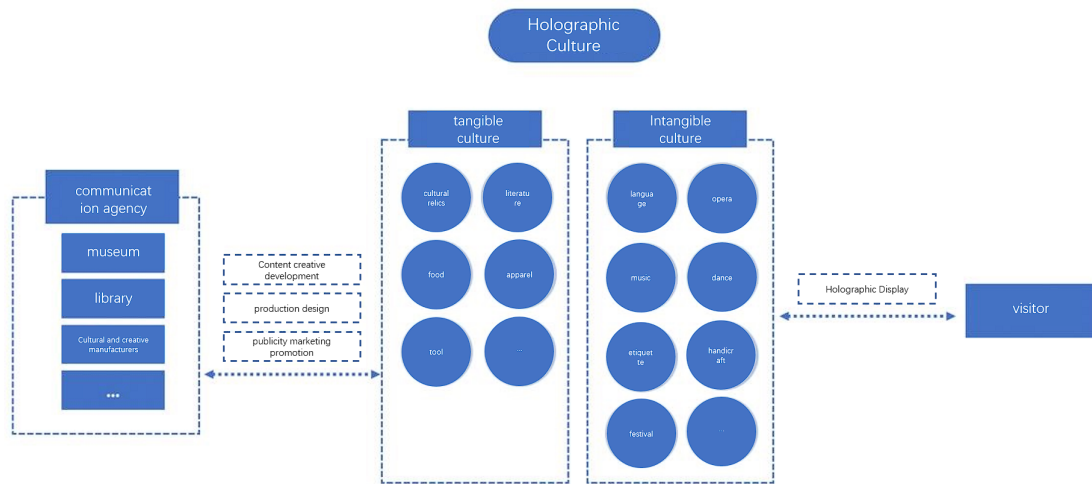 Holographic
Culture
tangible
culture
Intangible
culture
communicat
ion agency
museum
library
Cultural and creative
manufacturers
...
Content creative
development
production design
publicity marketing
promotion
cultural
relics
literatu
re
food
apparel
tool
...
langua
ge
opera
music
dance
etiquet
te
handicr
aft
festival
...
Holographic Display
visitor